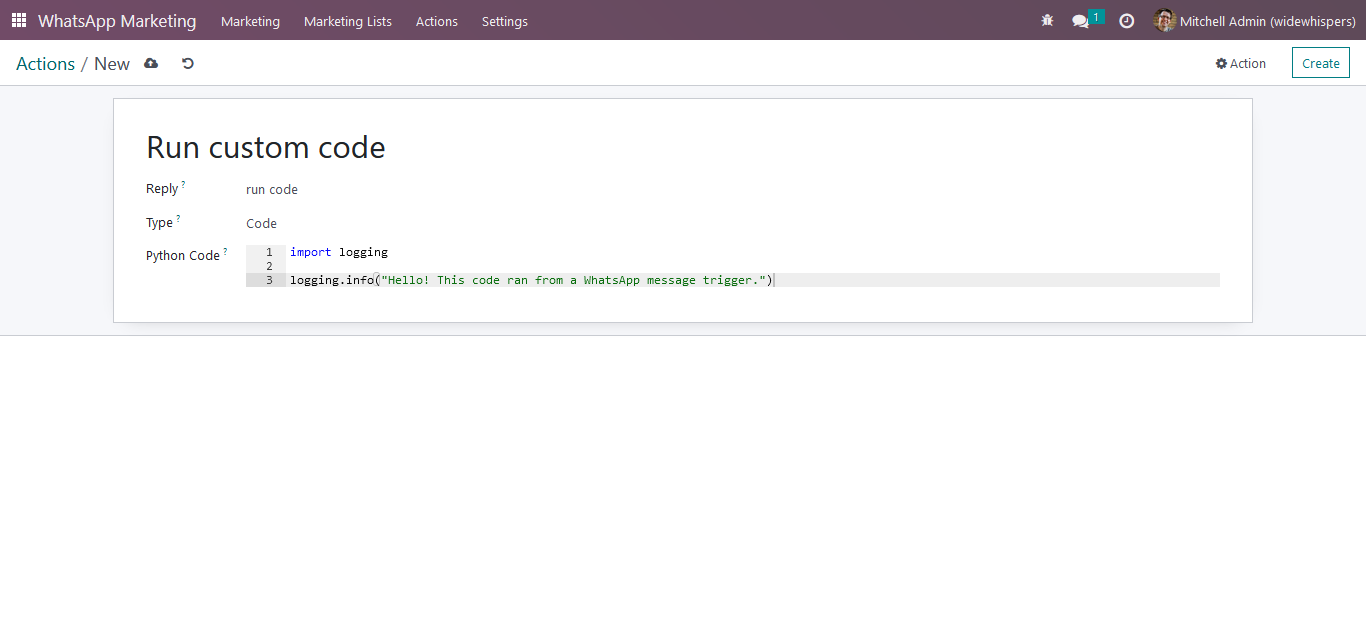 WhatsApp Marketing Marketing Marketing Lists Actions Settings 1 Mitchell Admin (widewhispers)
Actions / New Action Create
Run custom code
Reply ? run code
Type ? Code
Python Code ? 1 import logging
2
3 logging.info("Hello! This code ran from a WhatsApp message trigger.")